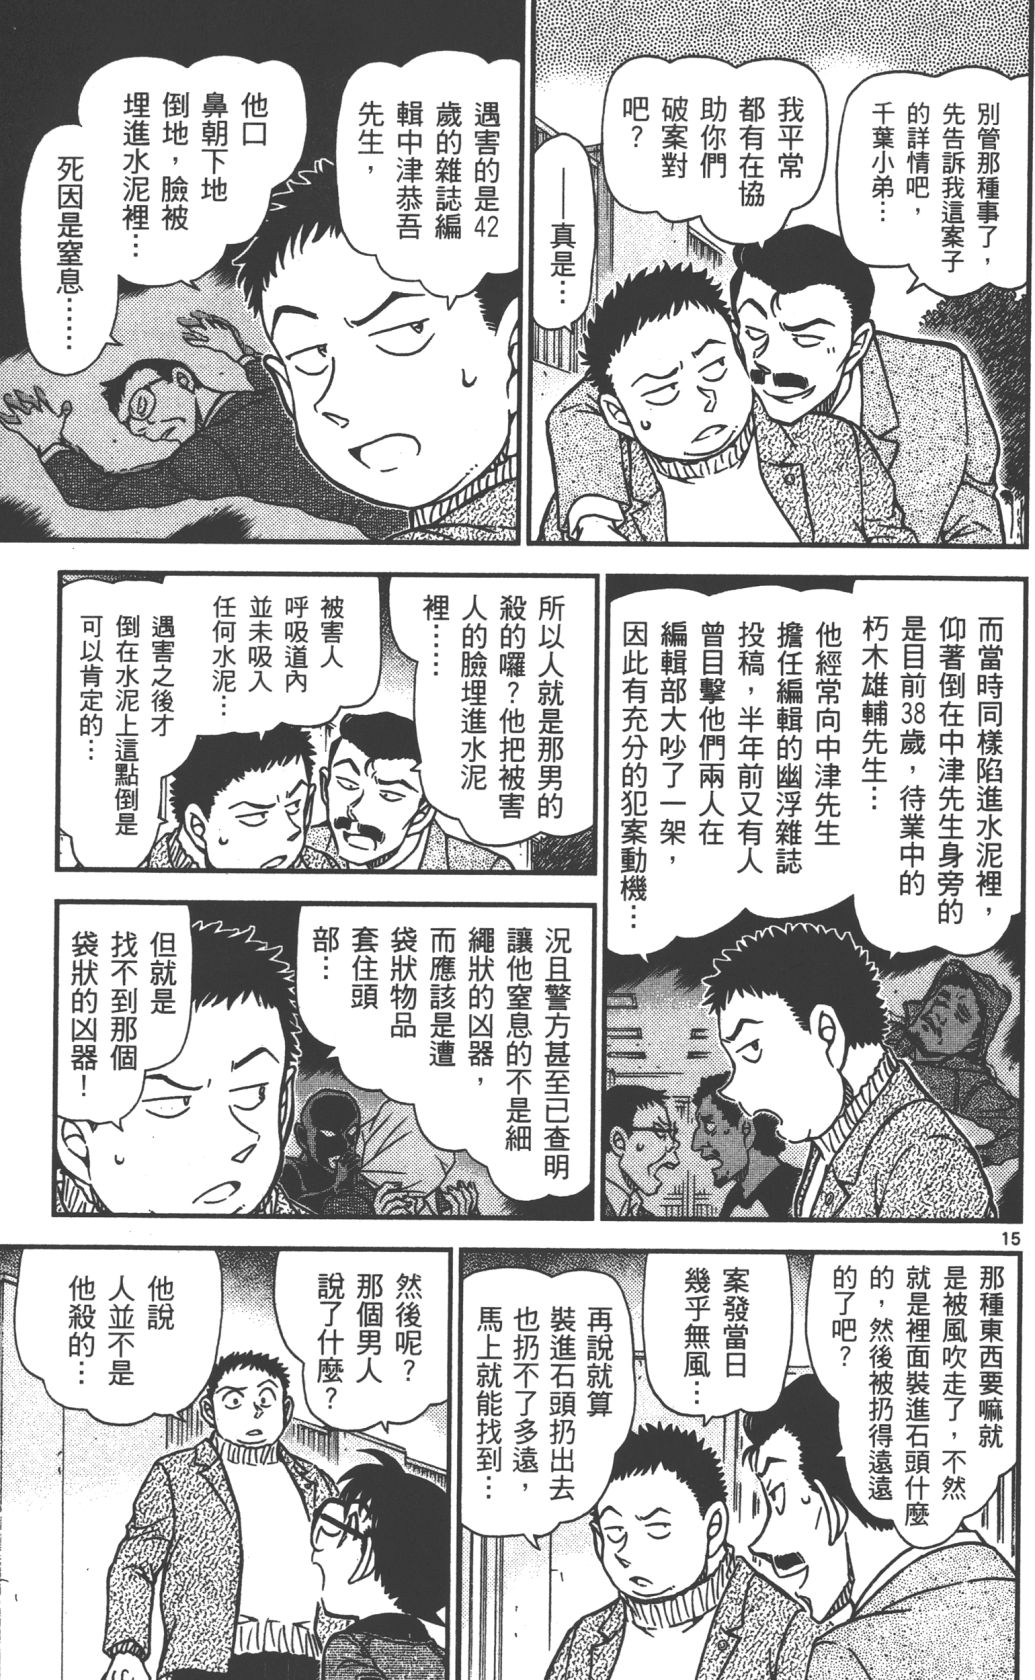 別管那種事了，
先告訴我這案子
的詳情吧，
千葉小弟…
我平常
都有在協
助你們
破案對
吧？
──真是…
遇害的是42
歲的雜誌編
輯中津恭吾
先生，
他口
鼻朝下地
倒地，臉被
埋進水泥裡…
死因是窒息……
而當時同樣陷進水泥裡，
仰著倒在中津先生身旁的
是目前38歲，待業中的
朽木雄輔先生…
他經常向中津先生
擔任編輯的幽浮雜誌
投稿，半年前又有人
曾目擊他們兩人在
編輯部大吵了一架，
因此有充分的犯案動機…
所以人就是那男的
殺的囉？他把被害
人的臉埋進水泥
裡……
被害人
呼吸道內
並未吸入
任何水泥…
遇害之後才
倒在水泥上這點倒是
可以肯定的…
況且警方甚至已查明
讓他窒息的不是細
繩狀的凶器，
而應該是遭
袋狀物品
套住頭
部…
但就是
找不到那個
袋狀的凶器！
15
那種東西要嘛就
是被風吹走了，不然
就是裡面裝進石頭什麼
的，然後被扔得遠遠
的了吧？
案發當日
幾乎無風…
再說就算
裝進石頭扔出去
也扔不了多遠，
馬上就能找到…
然後呢？
那個男人
說了什麼？
他說
人並不是
他殺的…